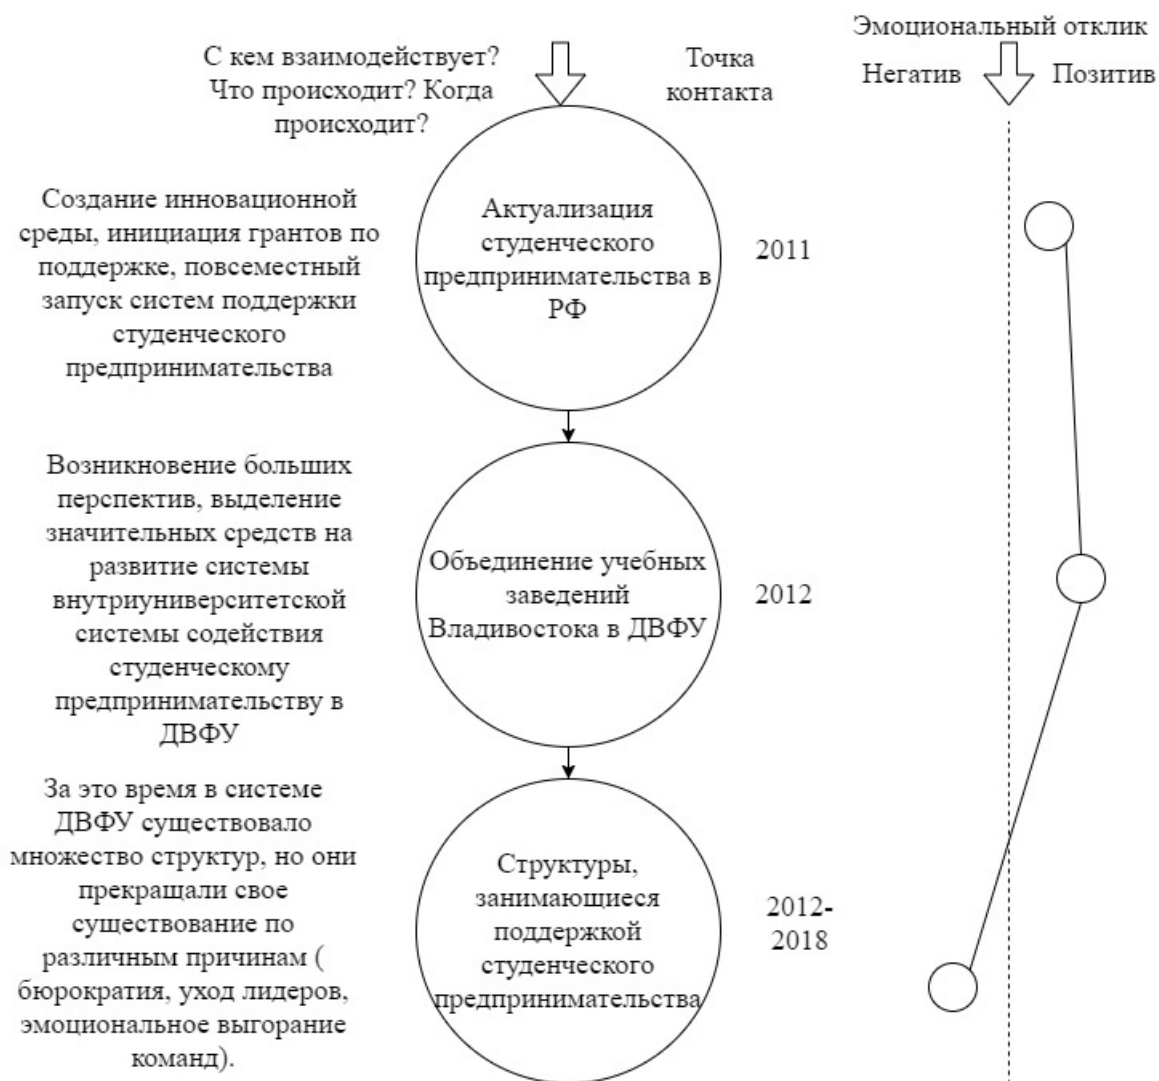 Эмоциональный отклик
С кем взаимодействует?
Что происходит? Когда
происходит?
Точка
контакта
Негатив
Позитив
Создание инновационной
среды, инициация грантов по
поддержке, повсеместный
запуск систем поддержки
студенческого
предпринимательства
Актуализация
студенческого
предпринимательства в
РФ
2011
Возникновение больших
перспектив, выделение
значительных средств на
развитие системы
внутриуниверситетской
системы содействия
студенческому
предпринимательству в
ДВФУ
Объединение учебных
заведений
Владивостока в ДВФУ
2012
За это время в системе
ДВФУ существовало
множество структур, но они
прекращали свое
существование по
различным причинам (
бюрократия, уход лидеров,
эмоциональное выгорание
команд).
Структуры,
занимающиеся
поддержкой
студенческого
предпринимательства
2012-
2018